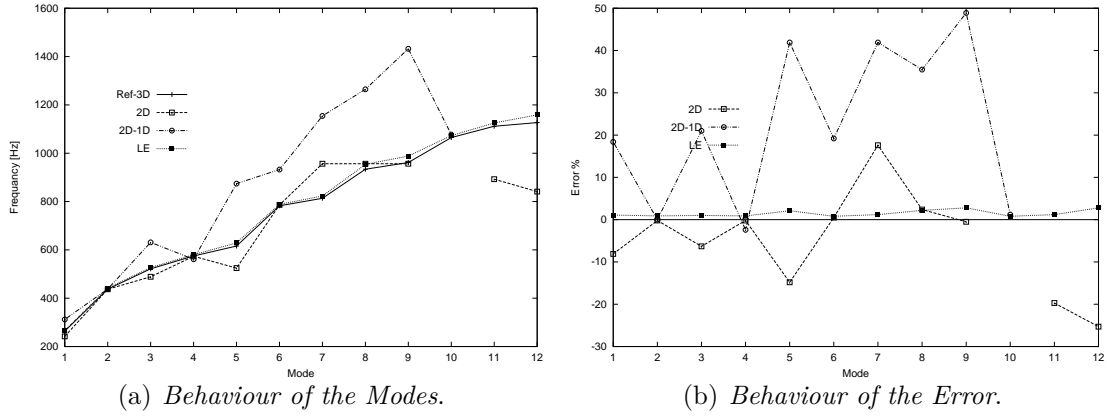 1600
1400
1200
1000
800
600
400
200
1 2 3 4 5 6 7 8 9 10 11 12
Frequancy [Hz]
Mode
Ref-3D
2D
2D-1D
LE
(a) Behaviour of the Modes.
50
40
30
20
10
0
-10
-20
-30
1 2 3 4 5 6 7 8 9 10 11 12
Error %
Mode
2D
2D-1D
LE
(b) Behaviour of the Error.